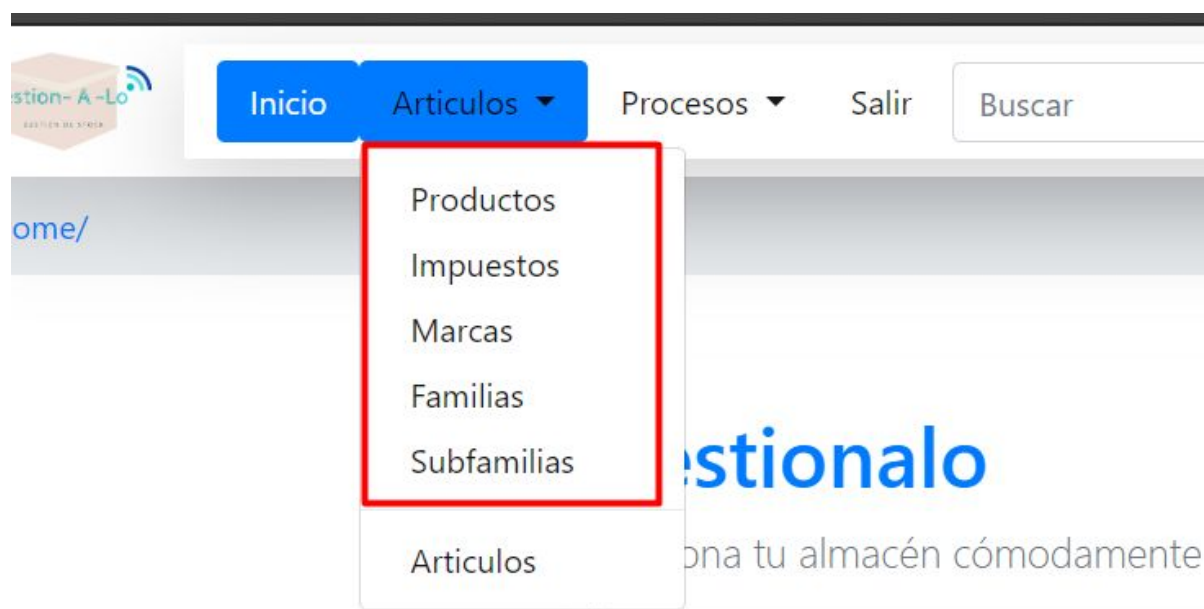 stion- A -Lo
Inicio
Articulos
Procesos
Salir
Buscar
ome/
Productos
Impuestos
Marcas
Familias
Subfamilias
Articulos
estionalo
ona tu almacén cómodamente